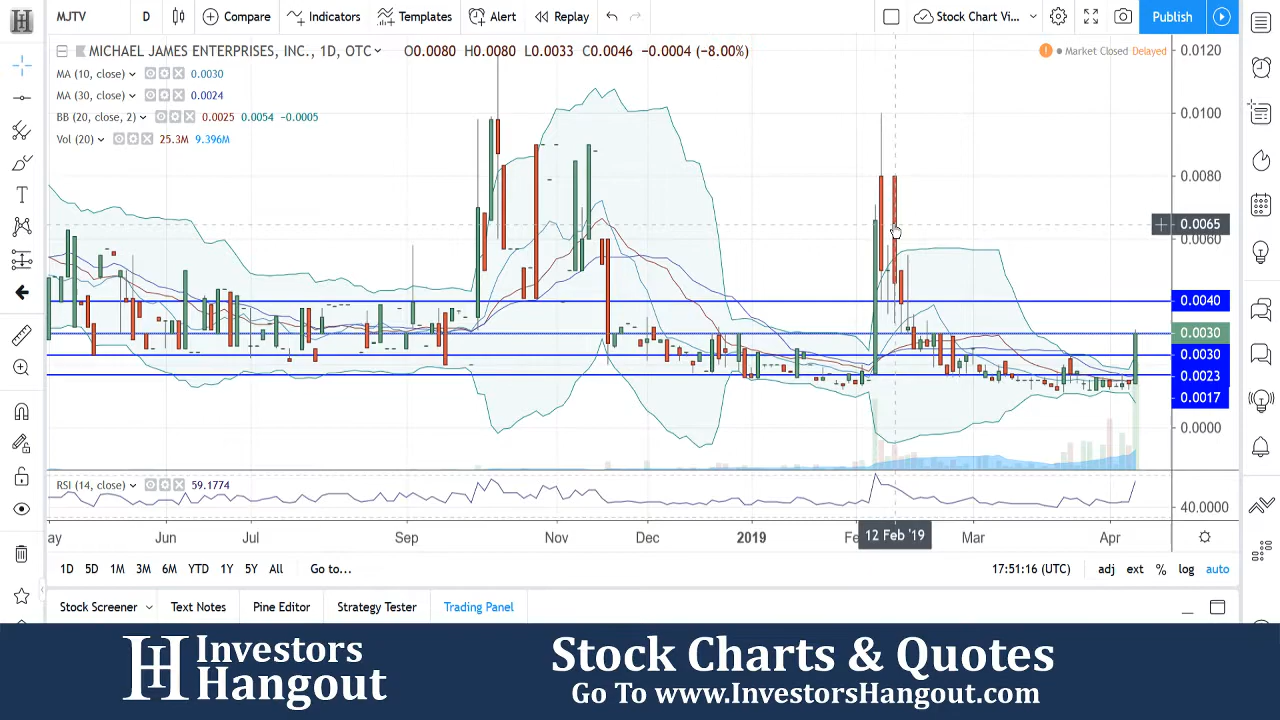 MJTV D Compare Indicators Templates Alert Replay Stock Chart Vi... Publish
MICHAEL JAMES ENTERPRISES, INC., 1D, OTC O0.0080 H0.0080 L0.0033 C0.0046 −0.0004 (−8.00%)
! Market Closed Delayed
MA (10, close) 0.0030
MA (30, close) 0.0024
BB (20, close, 2) 0.0025 0.0054 −0.0005
Vol (20) 25.3M 9.396M
0.0120
0.0100
0.0080
0.0065
0.0060
0.0040
0.0030
0.0030
0.0023
0.0017
0.0000
RSI (14, close) 59.1774
40.0000
ay Jun Jul Sep Nov Dec 2019 Fe 12 Feb '19 Mar Apr
1D 5D 1M 3M 6M YTD 1Y 5Y All Go to... 17:51:16 (UTC) adj ext % log auto
Stock Screener Text Notes Pine Editor Strategy Tester Trading Panel
H Investors Hangout
Stock Charts & Quotes
Go To www.InvestorsHangout.com